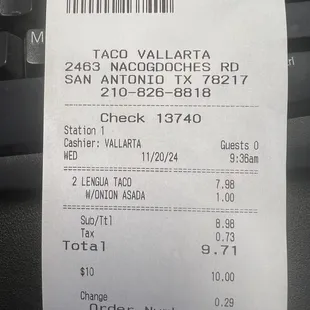 TACO VALLARTA
2463 NACOGDOCHES RD
SAN ANTONIO TX 78217
210-826-8818
Check 13740
Station 1
Cashier: VALLARTA Guests 0
WED 11/20/24 9:36am
2 LENGUA TACO 7.98
W/ONION ASADA 1.00
Sub/Ttl 8.98
Tax 0.73
Total 9.71
$10 10.00
Change 0.29
Order